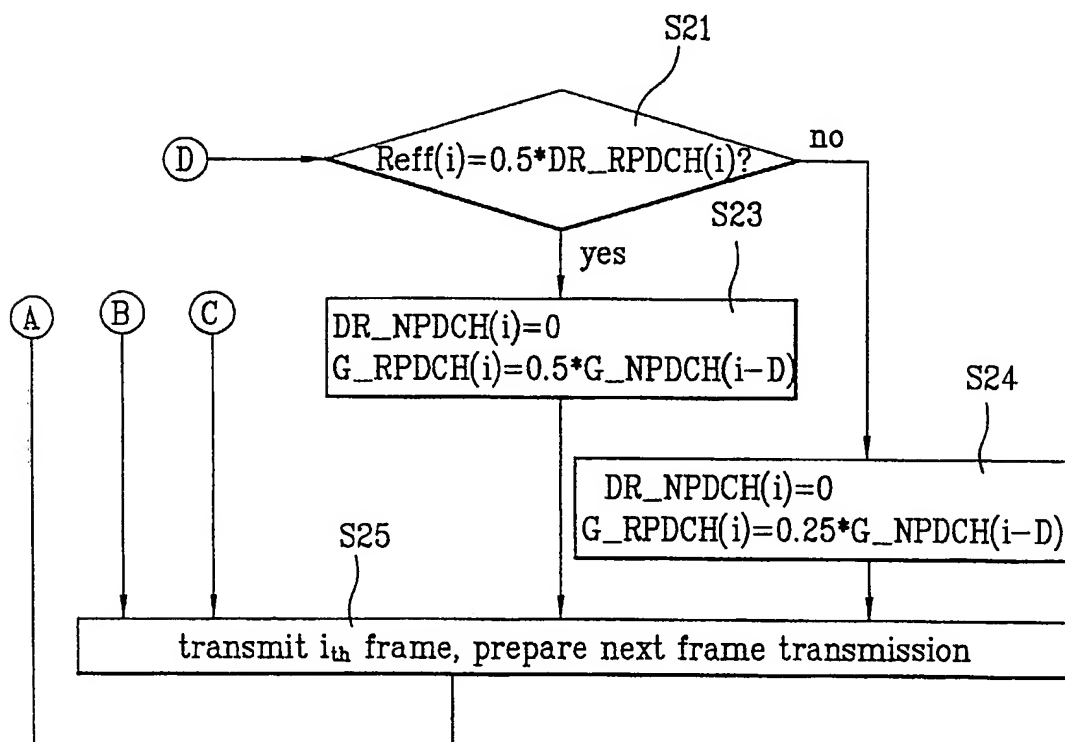 S21
D
Reff(i)=0.5*DR_RPDCH(i)?
no
S23
yes
A
B
C
DR_NPDCH(i)=0
G_RPDCH(i)=0.5*G_NPDCH(i-D)
S24
DR_NPDCH(i)=0
G_RPDCH(i)=0.25*G_NPDCH(i-D)
S25
transmit ith frame, prepare next frame transmission